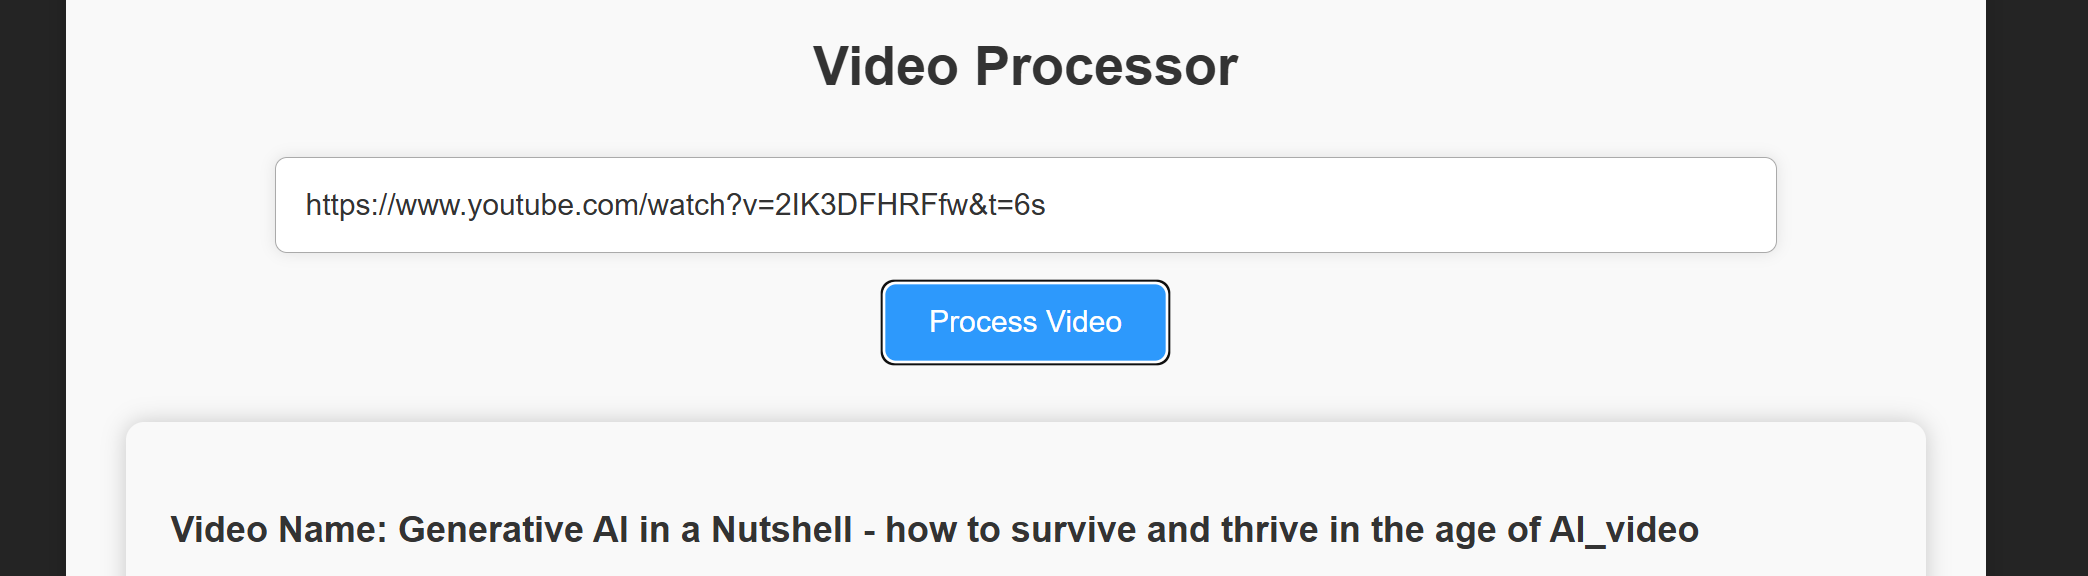 Video Processor
https://www.youtube.com/watch?v=2IK3DFHRFfw&t=6s
Process Video
Video Name: Generative AI in a Nutshell - how to survive and thrive in the age of AI_video